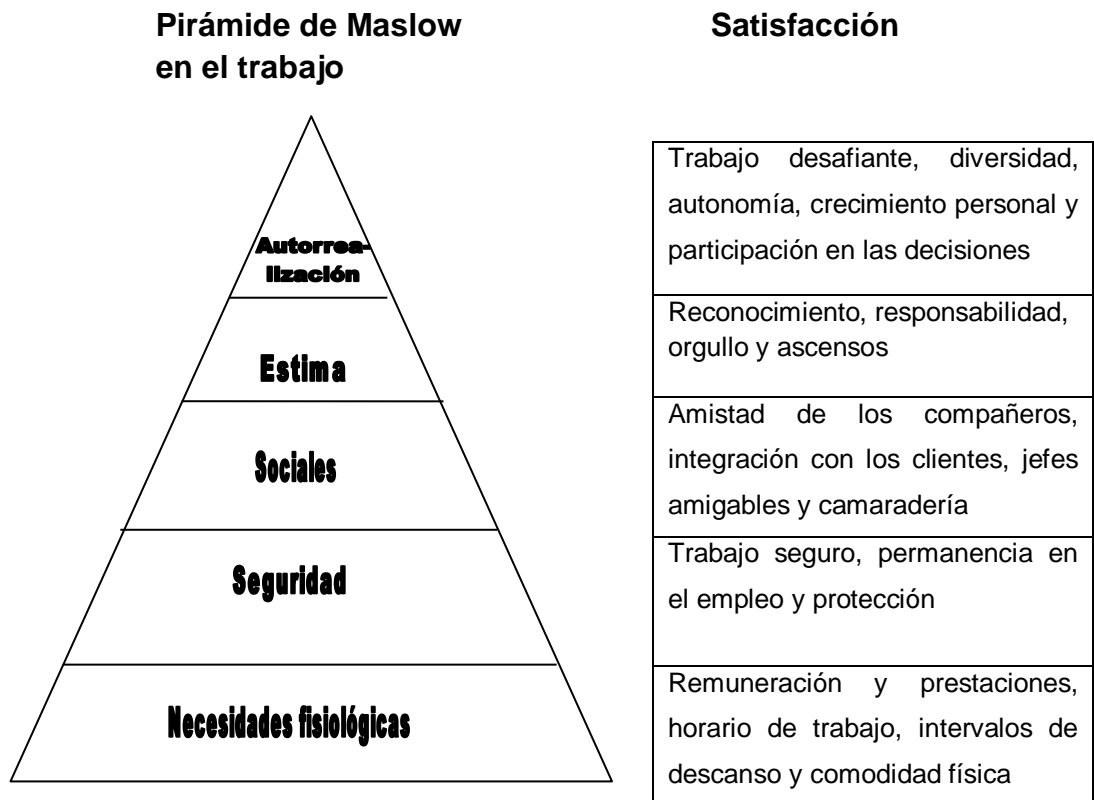 Pirámide de Maslow
en el trabajo
Satisfacción
Autorrea-
lización
Estima
Sociales
Seguridad
Necesidades fisiológicas
Trabajo desafiante, diversidad,
autonomía, crecimiento personal y
participación en las decisiones
Reconocimiento, responsabilidad,
orgullo y ascensos
Amistad de los compañeros,
integración con los clientes, jefes
amigables y camaradería
Trabajo seguro, permanencia en
el empleo y protección
Remuneración y prestaciones,
horario de trabajo, intervalos de
descanso y comodidad física